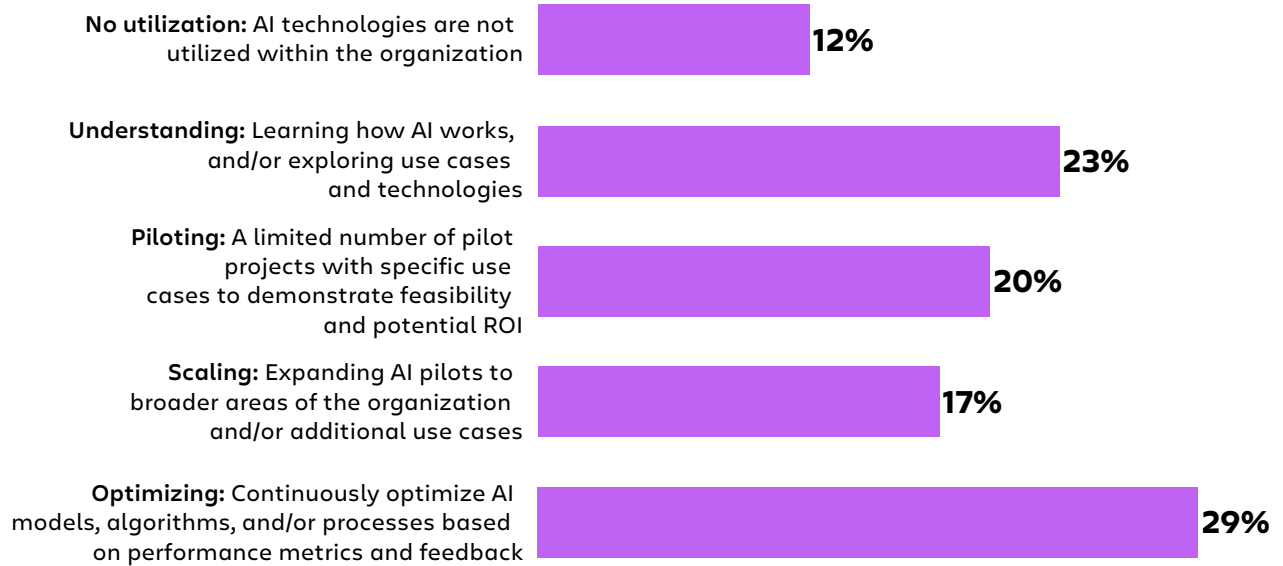 No utilization: AI technologies are not
utilized within the organization
12%
Understanding: Learning how AI works,
and/or exploring use cases
and technologies
23%
Piloting: A limited number of pilot
projects with specific use
cases to demonstrate feasibility
and potential ROI
20%
Scaling: Expanding AI pilots to
broader areas of the organization
and/or additional use cases
17%
Optimizing: Continuously optimize AI
models, algorithms, and/or processes based
on performance metrics and feedback
29%